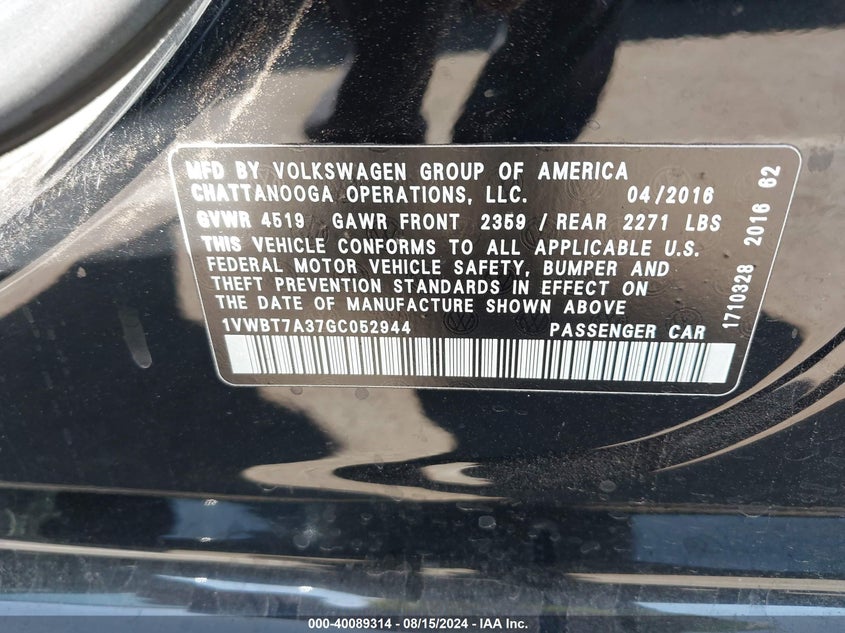 MFD BY VOLKSWAGEN GROUP OF AMERICA
CHATTANOOGA OPERATIONS, LLC. 04/2016
GVWR 4519 GAWR FRONT 2359 / REAR 2271 LBS
THIS VEHICLE CONFORMS TO ALL APPLICABLE U.S.
FEDERAL MOTOR VEHICLE SAFETY, BUMPER AND
THEFT PREVENTION STANDARDS IN EFFECT ON
THE DATE OF MANUFACTURE SHOWN ABOVE
1VWBT7A37GC052944 PASSENGER CAR
1710328 2016 62
000-40089314 - 08/15/2024 - IAA Inc.